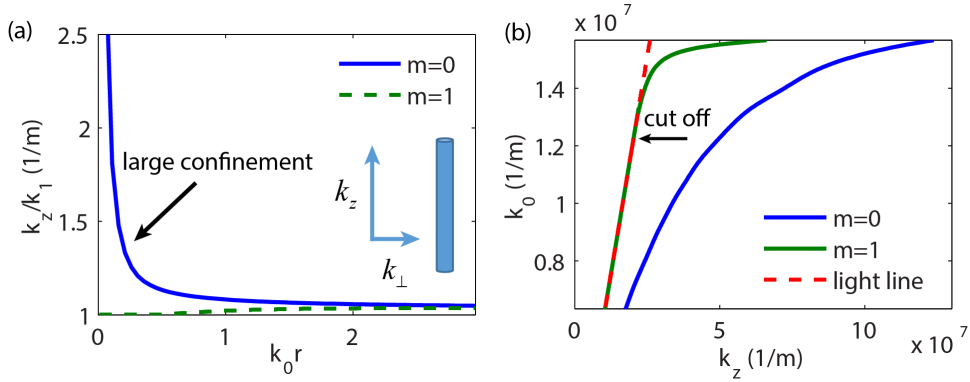 (a)
2.5
2
1.5
1
0
1
2
k_z/k_1 (1/m)
k_0r
m=0
m=1
large confinement
k_z
k_⊥
(b)
x 10^7
1.4
1.2
1
0.8
0
5
10
x 10^7
k_0 (1/m)
k_z (1/m)
cut off
m=0
m=1
light line